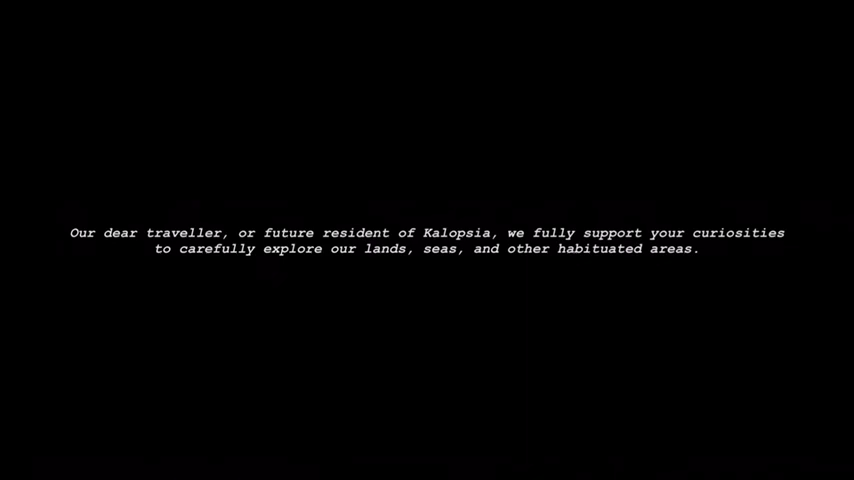 Our dear traveller, or future resident of Kalopsia, we fully support your curiosities
to carefully explore our lands, seas, and other habituated areas.